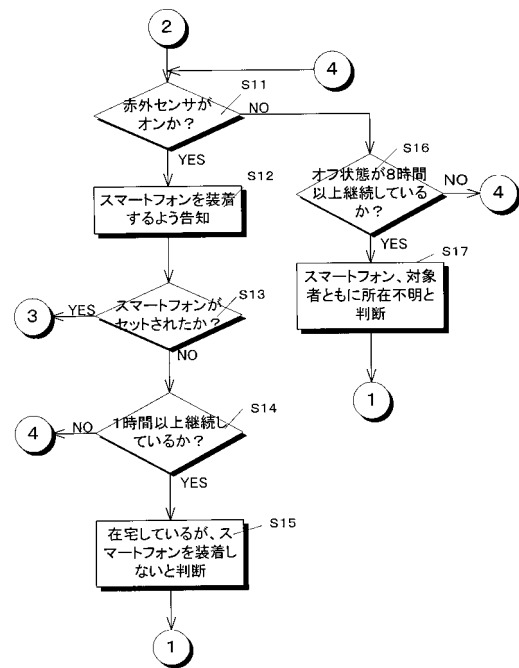 2
4
S11
赤外センサが
オンか？
NO
YES
S12
スマートフォンを装着
するよう告知
S13
スマートフォンが
セットされたか？
YES
3
NO
S14
1時間以上継続し
ているか？
NO
4
YES
S15
在宅しているが、ス
マートフォンを装着し
ないと判断
1
S16
オフ状態が8時間
以上継続している
か？
NO
4
YES
S17
スマートフォン、対象
者ともに所在不明と
判断
1